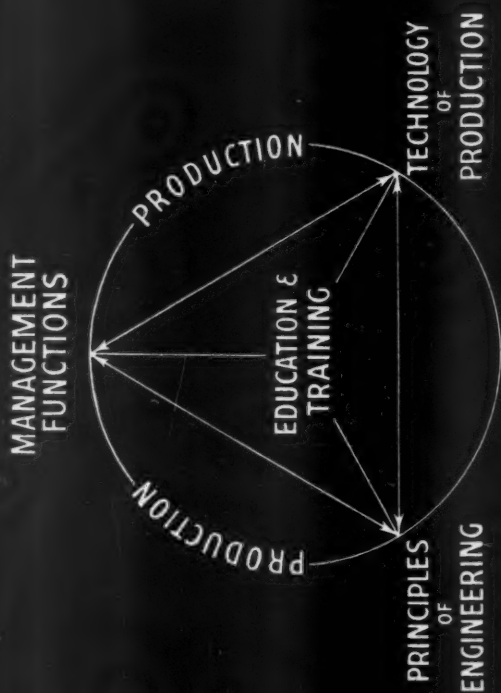 MANAGEMENT
FUNCTIONS
PRODUCTION
PRODUCTION
EDUCATION &
TRAINING
PRINCIPLES
OF
ENGINEERING
TECHNOLOGY
OF
PRODUCTION